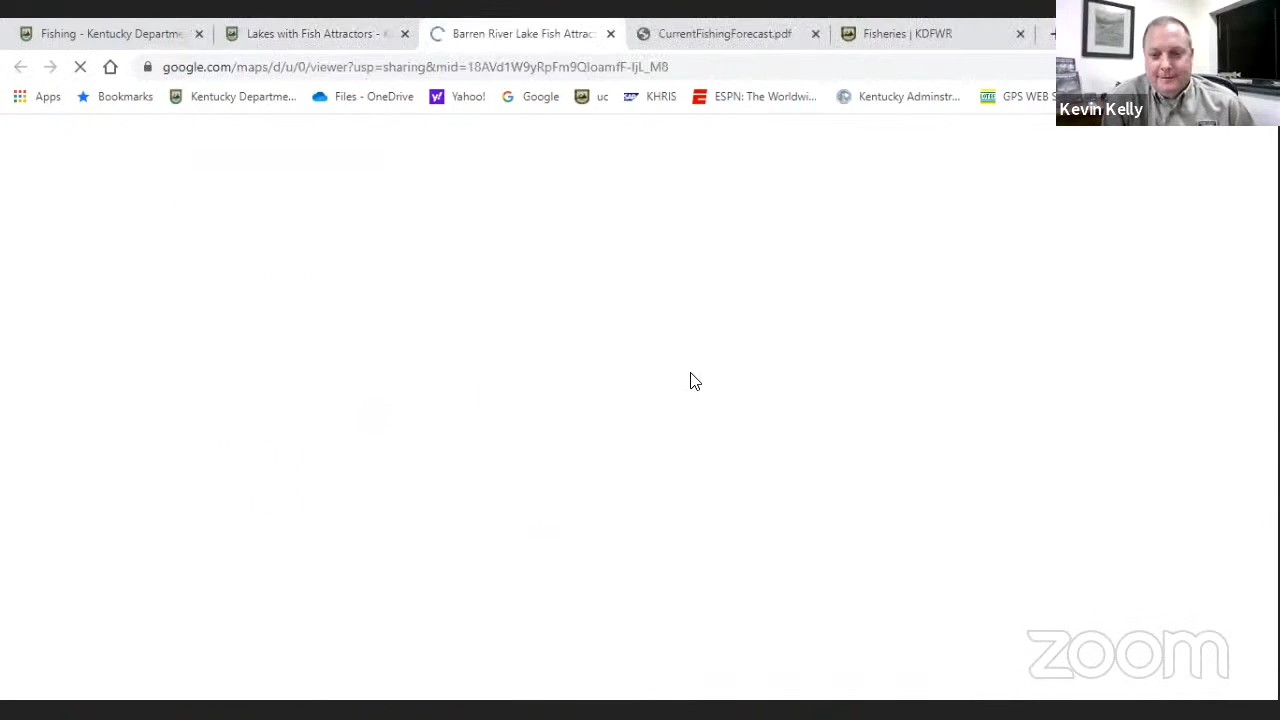 Fishing - Kentucky Departme
Lakes with Fish Attractors -
Barren River Lake Fish Attrac
CurrentFishingForecast.pdf
Fisheries | KDFWR
google.com/maps/d/u/0/viewer?usp=sharing&mid=18AVd1W9yRpFm9QIoamfF-IjL_M8
Apps
Bookmarks
Kentucky Departme...
Files - OneDrive
Yahoo!
Google
uc
KHRIS
ESPN: The Worldwi...
Kentucky Adminstr...
GPS WEB S
Kevin Kelly
zoom